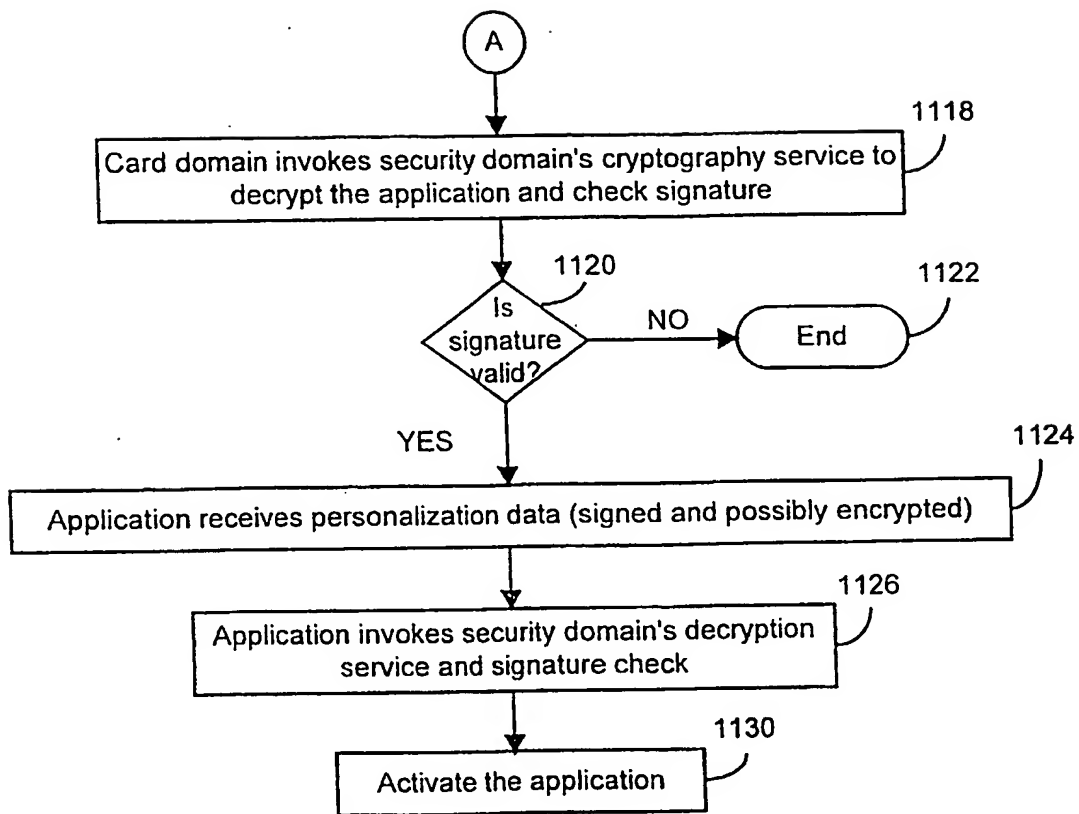 A
1118
Card domain invokes security domain's cryptography service to
decrypt the application and check signature
1120
Is
signature
valid?
NO
1122
End
YES
1124
Application receives personalization data (signed and possibly encrypted)
1126
Application invokes security domain's decryption
service and signature check
1130
Activate the application